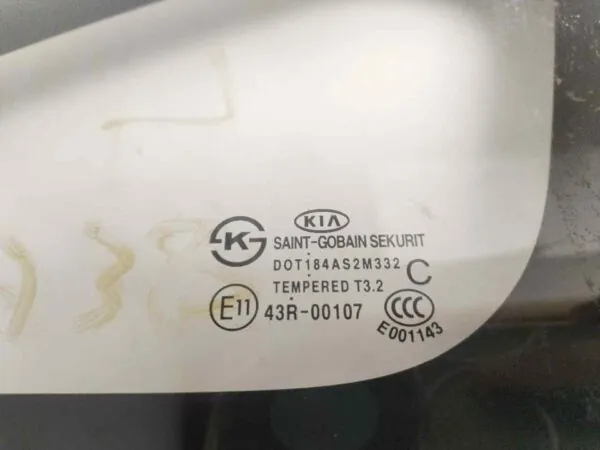 KIA
SAINT-GOBAIN SEKURIT
DOT184AS2M332 C
TEMPERED T3.2
E11 43R-00107
CCC
E001143